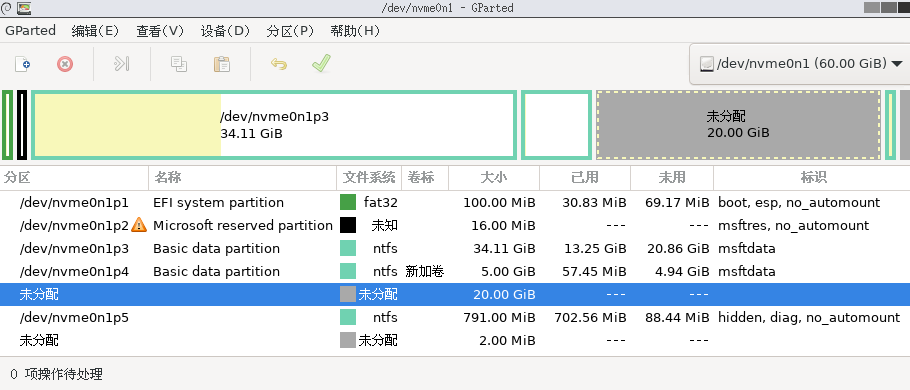 /dev/nvme0n1 - GParted
GParted 编辑(E) 查看(V) 设备(D) 分区(P) 帮助(H)
/dev/nvme0n1 (60.00 GiB)
/dev/nvme0n1p3
34.11 GiB
未分配
20.00 GiB
分区 名称 文件系统 卷标 大小 已用 未用 标识
/dev/nvme0n1p1 EFI system partition fat32 100.00 MiB 30.83 MiB 69.17 MiB boot, esp, no_automount
/dev/nvme0n1p2 Microsoft reserved partition 未知 16.00 MiB --- --- msftres, no_automount
/dev/nvme0n1p3 Basic data partition ntfs 34.11 GiB 13.25 GiB 20.86 GiB msftdata
/dev/nvme0n1p4 Basic data partition ntfs 新加卷 5.00 GiB 57.45 MiB 4.94 GiB msftdata
未分配 未分配 20.00 GiB --- ---
/dev/nvme0n1p5 ntfs 791.00 MiB 702.56 MiB 88.44 MiB hidden, diag, no_automount
未分配 未分配 2.00 MiB --- ---
0 项操作待处理